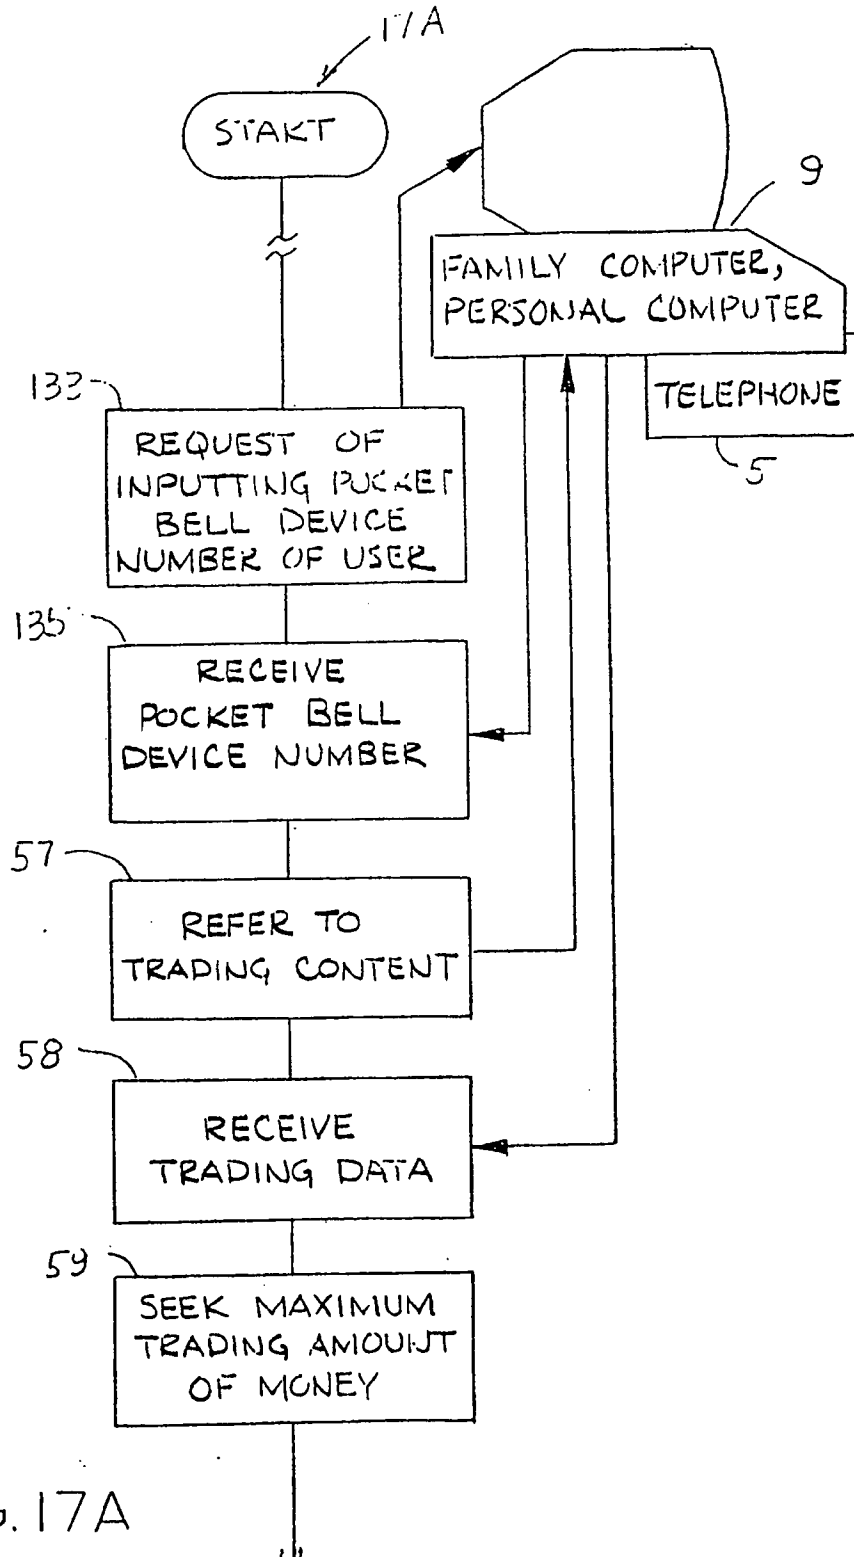 17A
START
9
FAMILY COMPUTER,
PERSONAL COMPUTER
TELEPHONE
5
133
REQUEST OF
INPUTTING POCKET
BELL DEVICE
NUMBER OF USER
135
RECEIVE
POCKET BELL
DEVICE NUMBER
57
REFER TO
TRADING CONTENT
58
RECEIVE
TRADING DATA
59
SEEK MAXIMUM
TRADING AMOUNT
OF MONEY
. 17A